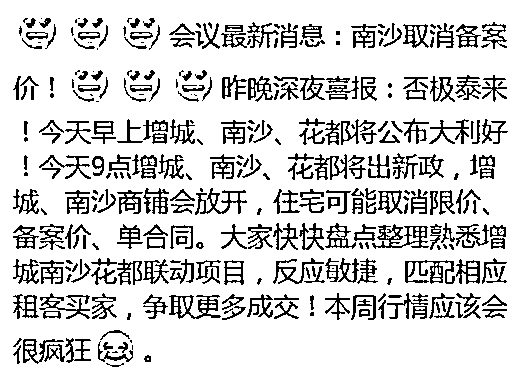 会议最新消息：南沙取消备案
价！昨晚深夜喜报：否极泰来
！今天早上增城、南沙、花都将公布大利好
！今天9点增城、南沙、花都将出新政，增
城、南沙商铺会放开，住宅可能取消限价、
备案价、单合同。大家快快盘点整理熟悉增
城南沙花都联动项目，反应敏捷，匹配相应
租客买家，争取更多成交！本周行情应该会
很疯狂。